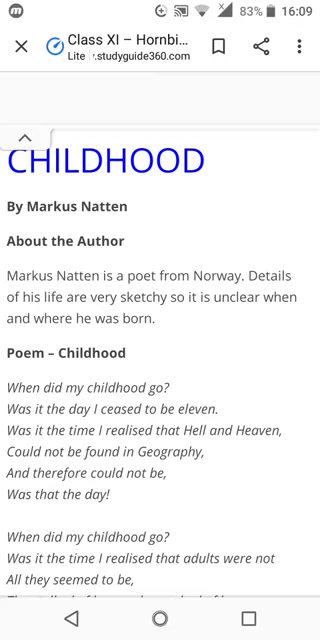 83% 16:09
Class XI – Hornbi...
Lite .studyguide360.com
CHILDHOOD
By Markus Natten
About the Author
Markus Natten is a poet from Norway. Details
of his life are very sketchy so it is unclear when
and where he was born.
Poem – Childhood
When did my childhood go?
Was it the day I ceased to be eleven.
Was it the time I realised that Hell and Heaven,
Could not be found in Geography,
And therefore could not be,
Was that the day!
When did my childhood go?
Was it the time I realised that adults were not
All they seemed to be,